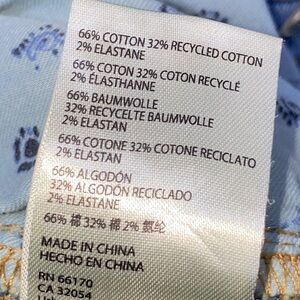 66% COTTON 32% RECYCLED COTTON
2% ELASTANE
66% COTON 32% COTON RECYCLÉ
2% ÉLASTHANNE
66% BAUMWOLLE
32% RECYCELTE BAUMWOLLE
2% ELASTAN
66% COTONE 32% COTONE RICICLATO
2% ELASTAN
66% ALGODÓN
32% ALGODÓN RECICLADO
2% ELASTANE
66% 棉 32% 棉 2% 氨纶
MADE IN CHINA
HECHO EN CHINA
RN 66170
CA 32054